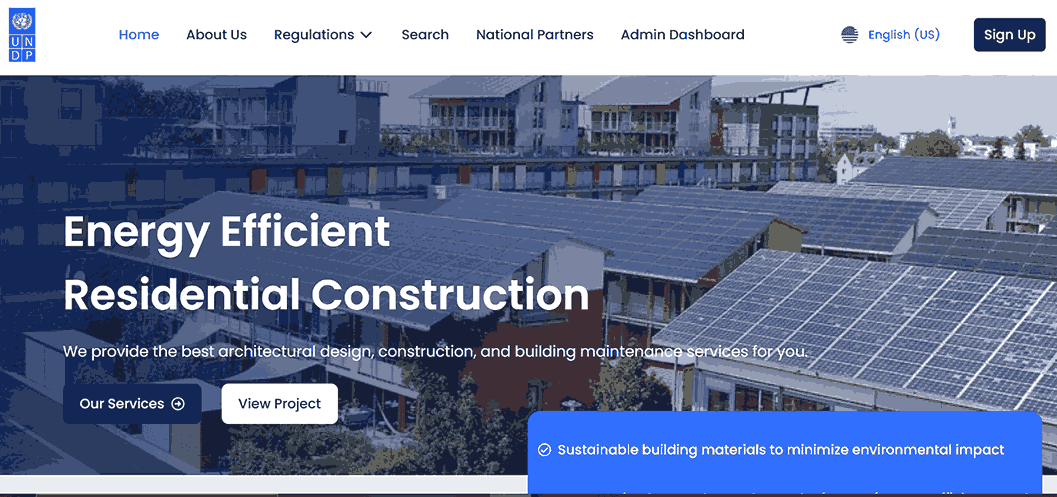 UN
DP
Home
About Us
Regulations
Search
National Partners
Admin Dashboard
English (US)
Sign Up
Energy Efficient
Residential Construction
We provide the best architectural design, construction, and building maintenance services for you.
Our Services
View Project
Sustainable building materials to minimize environmental impact